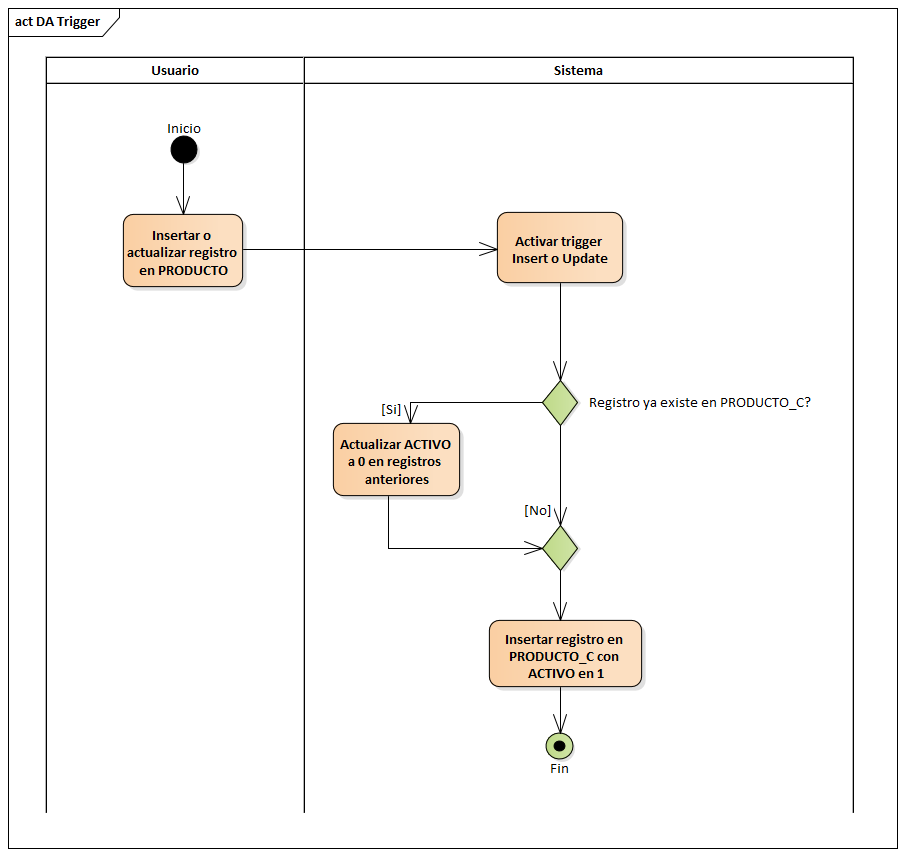 act DA Trigger
Usuario
Sistema
Inicio
Insertar o
actualizar registro
en PRODUCTO
Activar trigger
Insert o Update
Registro ya existe en PRODUCTO_C?
[Si]
Actualizar ACTIVO
a 0 en registros
anteriores
[No]
Insertar registro en
PRODUCTO_C con
ACTIVO en 1
Fin